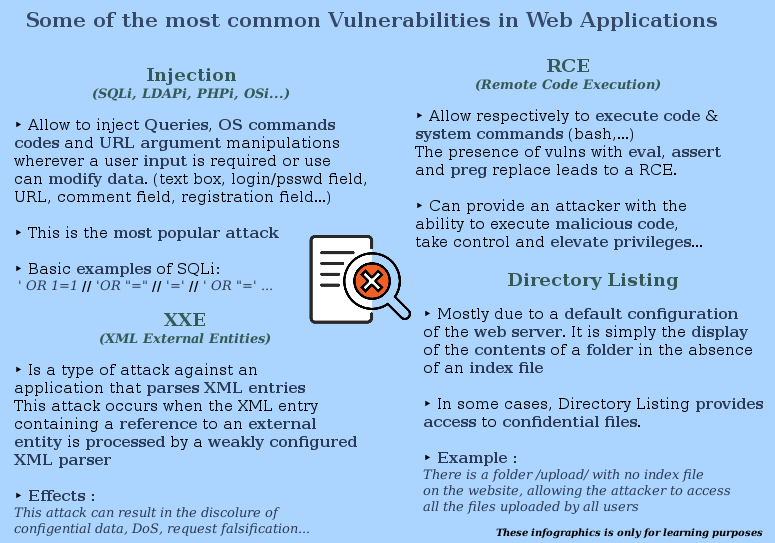 Some of the most common Vulnerabilities in Web Applications
Injection
(SQLi, LDAPi, PHPi, OSi...)
‣ Allow to inject Queries, OS commands
codes and URL argument manipulations
wherever a user input is required or use
can modify data. (text box, login/psswd field,
URL, comment field, registration field...)
‣ This is the most popular attack
‣ Basic examples of SQLi:
' OR 1=1 // 'OR "=" // '=' // ' OR "=' ...
XXE
(XML External Entities)
‣ Is a type of attack against an
application that parses XML entries
This attack occurs when the XML entry
containing a reference to an external
entity is processed by a weakly configured
XML parser
‣ Effects :
This attack can result in the discolure of
configential data, DoS, request falsification...
RCE
(Remote Code Execution)
‣ Allow respectively to execute code &
system commands (bash,...)
The presence of vulns with eval, assert
and preg replace leads to a RCE.
‣ Can provide an attacker with the
ability to execute malicious code,
take control and elevate privileges...
Directory Listing
‣ Mostly due to a default configuration
of the web server. It is simply the display
of the contents of a folder in the absence
of an index file
‣ In some cases, Directory Listing provides
access to confidential files.
‣ Example :
There is a folder /upload/ with no index file
on the website, allowing the attacker to access
all the files uploaded by all users
These infographics is only for learning purposes